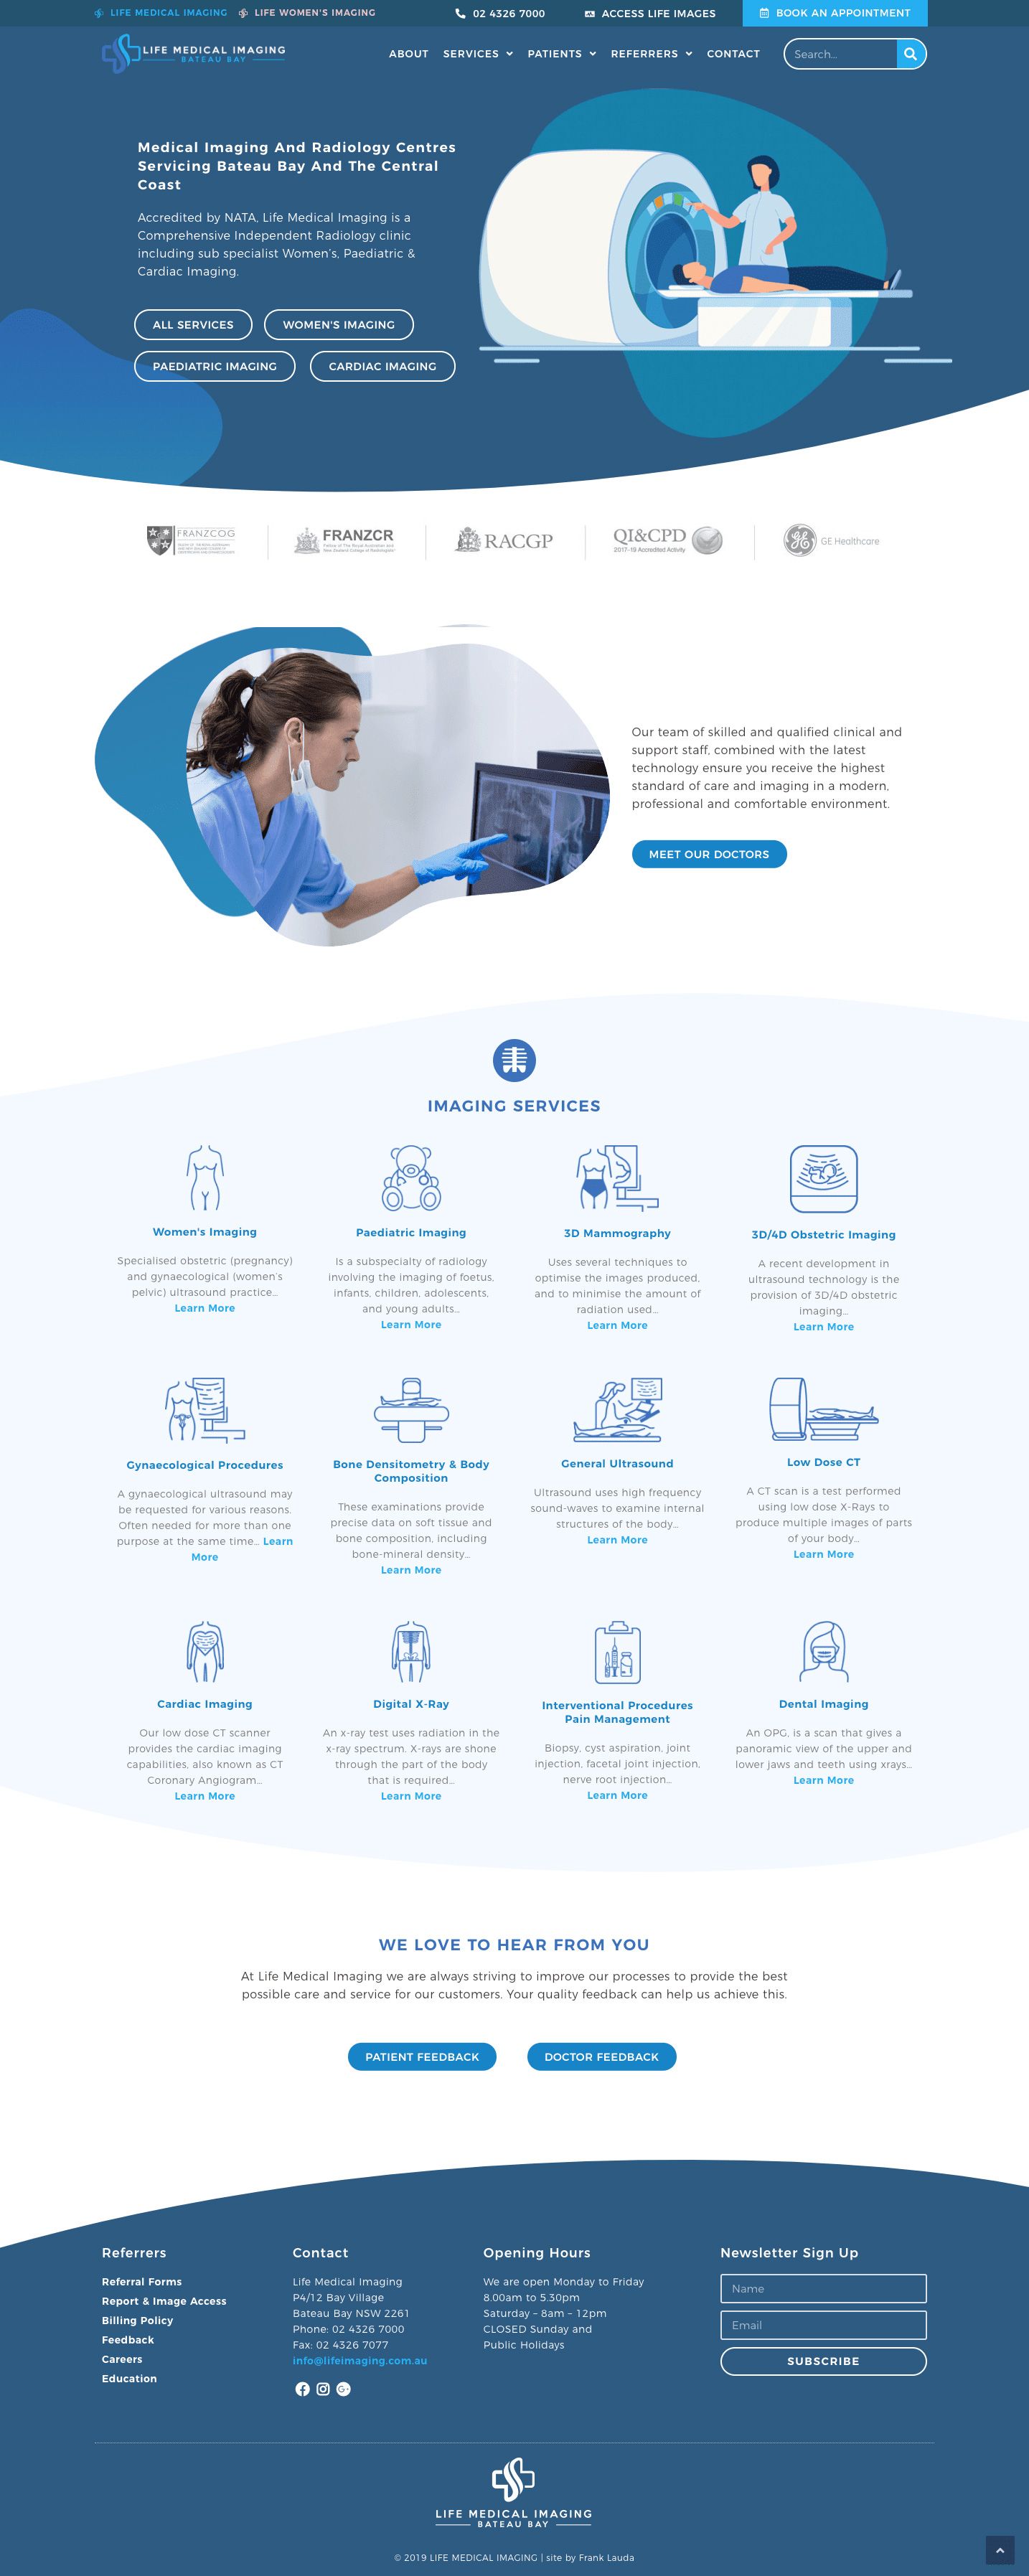 LIFE MEDICAL IMAGING
LIFE WOMEN'S IMAGING
02 4326 7000
ACCESS LIFE IMAGES
BOOK AN APPOINTMENT
LIFE MEDICAL IMAGING
BATEAU BAY
ABOUT
SERVICES
PATIENTS
REFERRERS
CONTACT
Search...
Medical Imaging And Radiology Centres
Servicing Bateau Bay And The Central
Coast
Accredited by NATA, Life Medical Imaging is a
Comprehensive Independent Radiology clinic
including sub specialist Women's, Paediatric &
Cardiac Imaging.
ALL SERVICES
WOMEN'S IMAGING
PAEDIATRIC IMAGING
CARDIAC IMAGING
FRANZCOG
FRANZCR
Fellow of The Royal Australian and
New Zealand College of Radiologists
RACGP
QI&CPD
2017-19 Accredited Activity
GE Healthcare
Our team of skilled and qualified clinical and
support staff, combined with the latest
technology ensure you receive the highest
standard of care and imaging in a modern,
professional and comfortable environment.
MEET OUR DOCTORS
IMAGING SERVICES
Women's Imaging
Specialised obstetric (pregnancy)
and gynaecological (women's
pelvic) ultrasound practice...
Learn More
Paediatric Imaging
Is a subspecialty of radiology
involving the imaging of foetus,
infants, children, adolescents,
and young adults...
Learn More
3D Mammography
Uses several techniques to
optimise the images produced,
and to minimise the amount of
radiation used...
Learn More
3D/4D Obstetric Imaging
A recent development in
ultrasound technology is the
provision of 3D/4D obstetric
imaging...
Learn More
Gynaecological Procedures
A gynaecological ultrasound may
be requested for various reasons.
Often needed for more than one
purpose at the same time... Learn
More
Bone Densitometry & Body
Composition
These examinations provide
precise data on soft tissue and
bone composition, including
bone-mineral density...
Learn More
General Ultrasound
Ultrasound uses high frequency
sound-waves to examine internal
structures of the body...
Learn More
Low Dose CT
A CT scan is a test performed
using low dose X-Rays to
produce multiple images of parts
of your body...
Learn More
Cardiac Imaging
Our low dose CT scanner
provides the cardiac imaging
capabilities, also known as CT
Coronary Angiogram...
Learn More
Digital X-Ray
An x-ray test uses radiation in the
x-ray spectrum. X-rays are shone
through the part of the body
that is required...
Learn More
Interventional Procedures
Pain Management
Biopsy, cyst aspiration, joint
injection, facetal joint injection,
nerve root injection...
Learn More
Dental Imaging
An OPG, is a scan that gives a
panoramic view of the upper and
lower jaws and teeth using xrays...
Learn More
WE LOVE TO HEAR FROM YOU
At Life Medical Imaging we are always striving to improve our processes to provide the best
possible care and service for our customers. Your quality feedback can help us achieve this.
PATIENT FEEDBACK
DOCTOR FEEDBACK
Referrers
Referral Forms
Report & Image Access
Billing Policy
Feedback
Careers
Education
Contact
Life Medical Imaging
P4/12 Bay Village
Bateau Bay NSW 2261
Phone: 02 4326 7000
Fax: 02 4326 7077
info@lifeimaging.com.au
Opening Hours
We are open Monday to Friday
8.00am to 5.30pm
Saturday – 8am – 12pm
CLOSED Sunday and
Public Holidays
Newsletter Sign Up
Name
Email
SUBSCRIBE
LIFE MEDICAL IMAGING
BATEAU BAY
© 2019 LIFE MEDICAL IMAGING | site by Frank Lauda